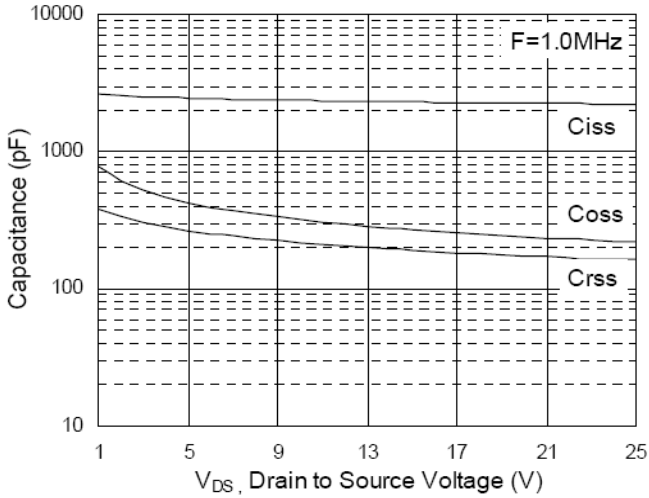 10000
F=1.0MHz
Ciss
1000
Coss
Crss
100
10
1 5 9 13 17 21 25
Capacitance (pF)
VDS , Drain to Source Voltage (V)